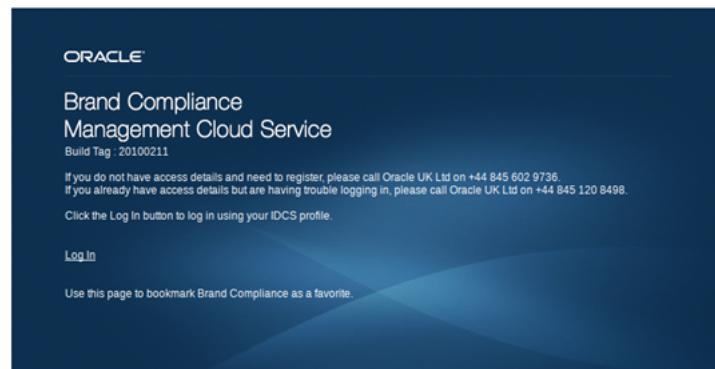 ORACLE
Brand Compliance
Management Cloud Service
Build Tag : 20100211
If you do not have access details and need to register, please call Oracle UK Ltd on +44 845 602 9736.
If you already have access details but are having trouble logging in, please call Oracle UK Ltd on +44 845 120 8498.
Click the Log In button to log in using your IDCS profile.
Log In
Use this page to bookmark Brand Compliance as a favorite.